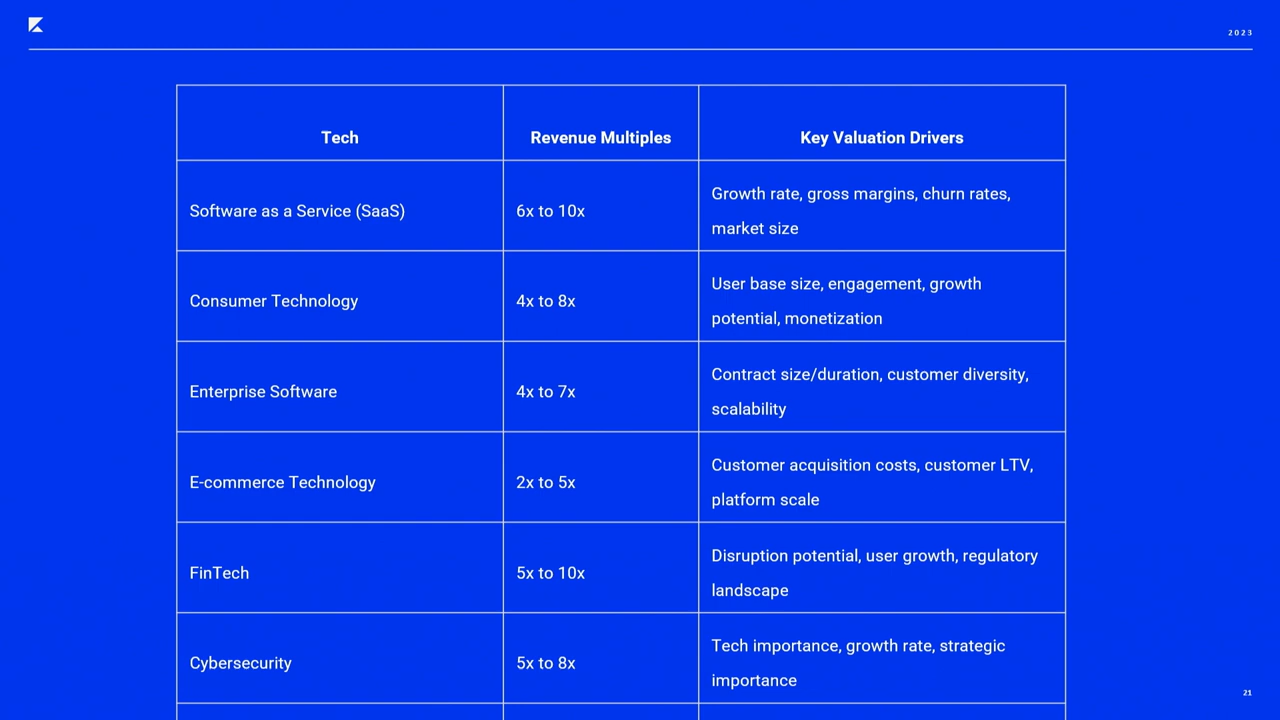 2023
Tech
Revenue Multiples
Key Valuation Drivers
Software as a Service (SaaS)
6x to 10x
Growth rate, gross margins, churn rates,
market size
Consumer Technology
4x to 8x
User base size, engagement, growth
potential, monetization
Enterprise Software
4x to 7x
Contract size/duration, customer diversity,
scalability
E-commerce Technology
2x to 5x
Customer acquisition costs, customer LTV,
platform scale
FinTech
5x to 10x
Disruption potential, user growth, regulatory
landscape
Cybersecurity
5x to 8x
Tech importance, growth rate, strategic
importance
21